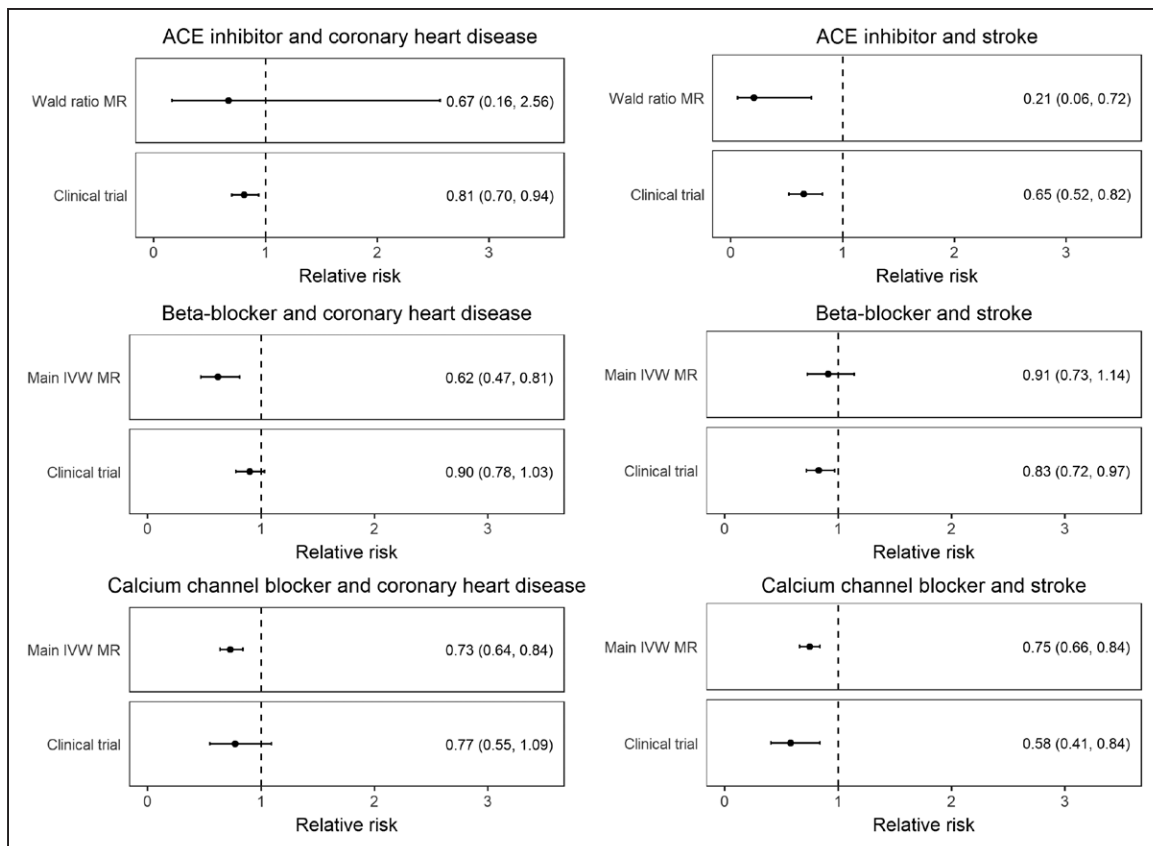 ACE inhibitor and coronary heart disease
Wald ratio MR 0.67 (0.16, 2.56)
Clinical trial 0.81 (0.70, 0.94)
0 1 2 3
Relative risk
ACE inhibitor and stroke
Wald ratio MR 0.21 (0.06, 0.72)
Clinical trial 0.65 (0.52, 0.82)
0 1 2 3
Relative risk
Beta-blocker and coronary heart disease
Main IVW MR 0.62 (0.47, 0.81)
Clinical trial 0.90 (0.78, 1.03)
0 1 2 3
Relative risk
Beta-blocker and stroke
Main IVW MR 0.91 (0.73, 1.14)
Clinical trial 0.83 (0.72, 0.97)
0 1 2 3
Relative risk
Calcium channel blocker and coronary heart disease
Main IVW MR 0.73 (0.64, 0.84)
Clinical trial 0.77 (0.55, 1.09)
0 1 2 3
Relative risk
Calcium channel blocker and stroke
Main IVW MR 0.75 (0.66, 0.84)
Clinical trial 0.58 (0.41, 0.84)
0 1 2 3
Relative risk